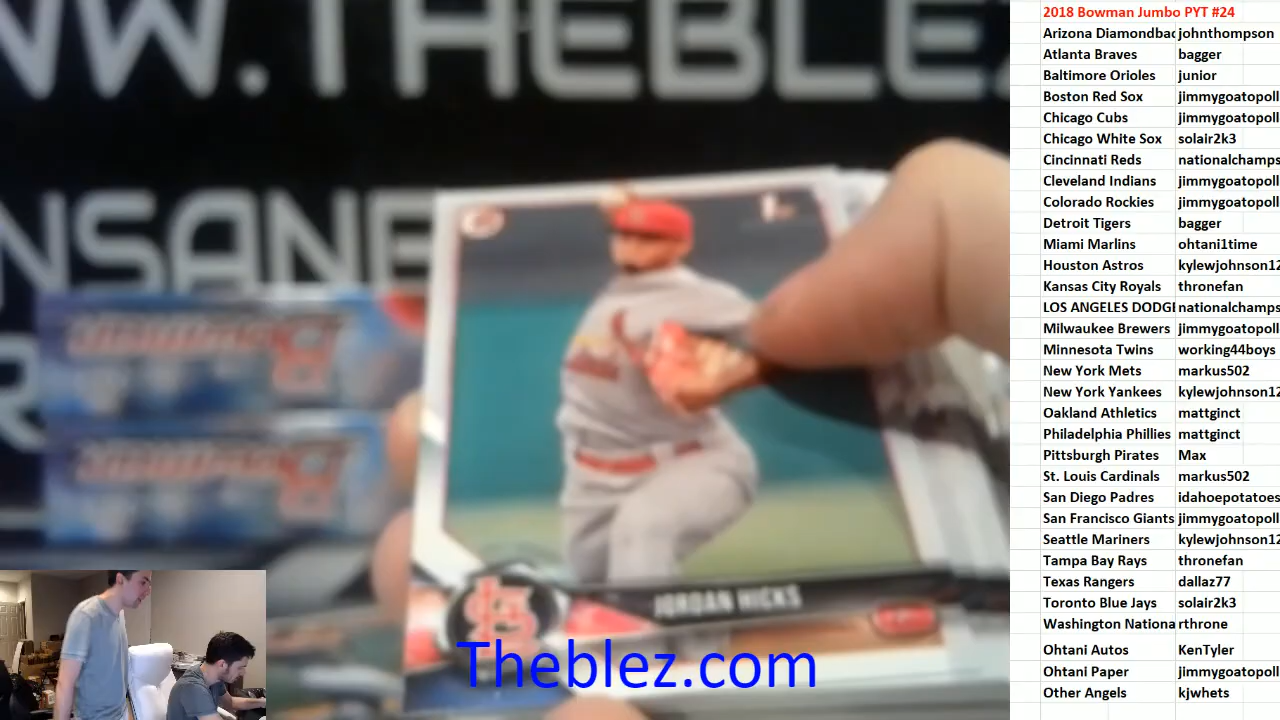 WWW.THEBLEZ
INSANE
JORDAN HICKS
Theblez.com
2018 Bowman Jumbo PYT #24
Arizona Diamondbac johnthompson
Atlanta Braves bagger
Baltimore Orioles junior
Boston Red Sox jimmygoatopoll
Chicago Cubs jimmygoatopoll
Chicago White Sox solair2k3
Cincinnati Reds nationalchamps
Cleveland Indians jimmygoatopoll
Colorado Rockies jimmygoatopoll
Detroit Tigers bagger
Miami Marlins ohtani1time
Houston Astros kylewjohnson12
Kansas City Royals thronefan
LOS ANGELES DODGE nationalchamps
Milwaukee Brewers jimmygoatopoll
Minnesota Twins working44boys
New York Mets markus502
New York Yankees kylewjohnson12
Oakland Athletics mattginct
Philadelphia Phillies mattginct
Pittsburgh Pirates Max
St. Louis Cardinals markus502
San Diego Padres idahoepotatoes
San Francisco Giants jimmygoatopoll
Seattle Mariners kylewjohnson12
Tampa Bay Rays thronefan
Texas Rangers dallaz77
Toronto Blue Jays solair2k3
Washington Nationa rthrone
Ohtani Autos KenTyler
Ohtani Paper jimmygoatopoll
Other Angels kjwhets